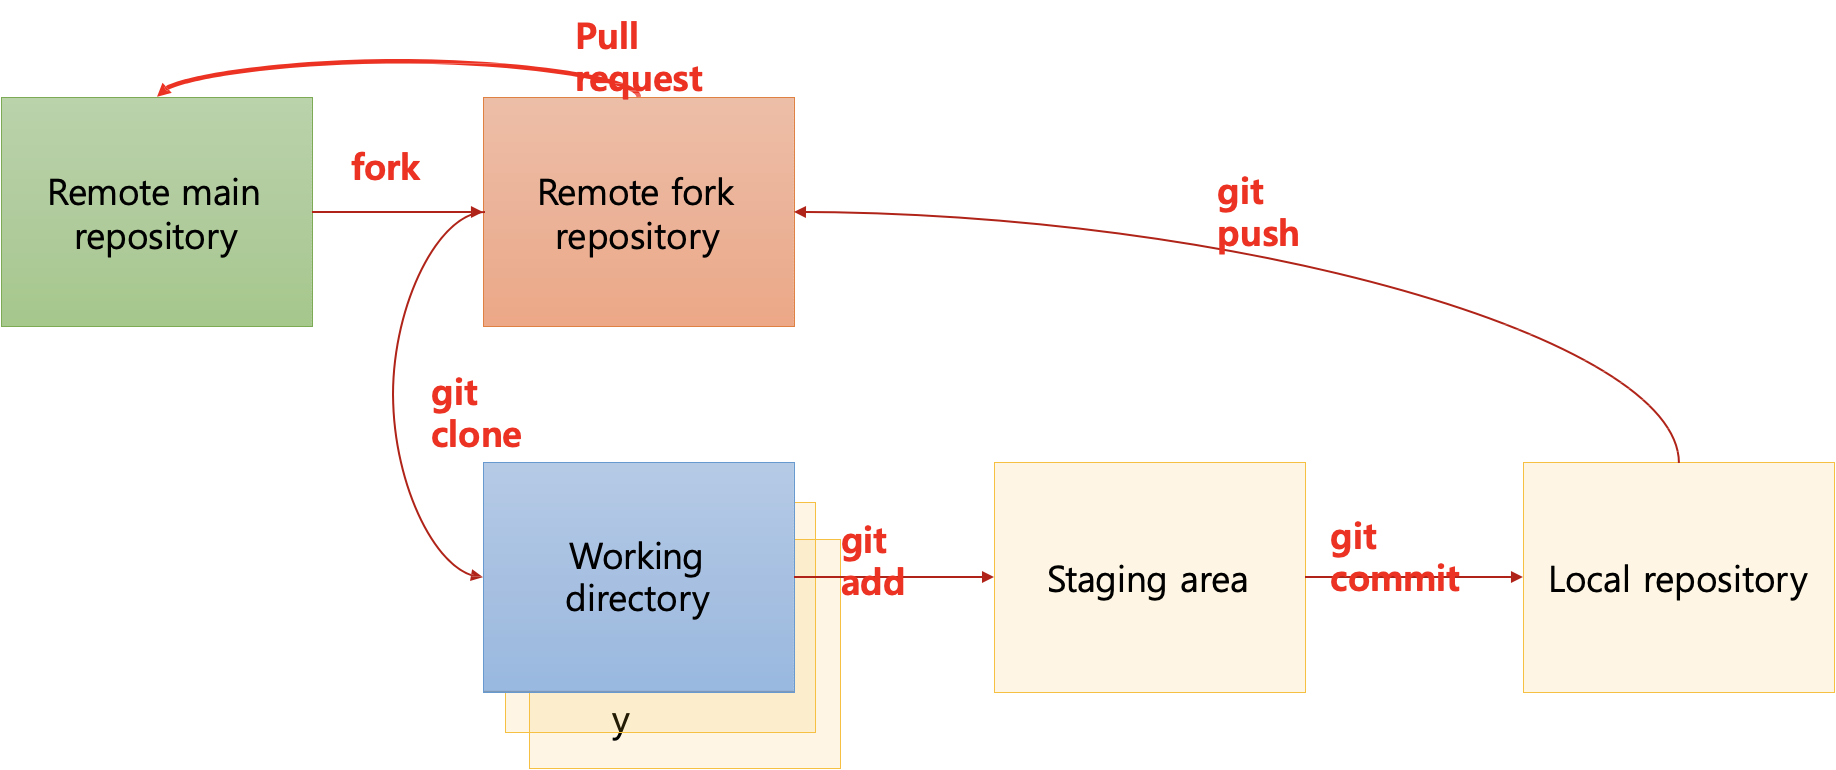 Pull
request
fork
Remote main
repository
Remote fork
repository
git
push
git
clone
Working
directory
git
add
Staging area
git
commit
Local repository
y